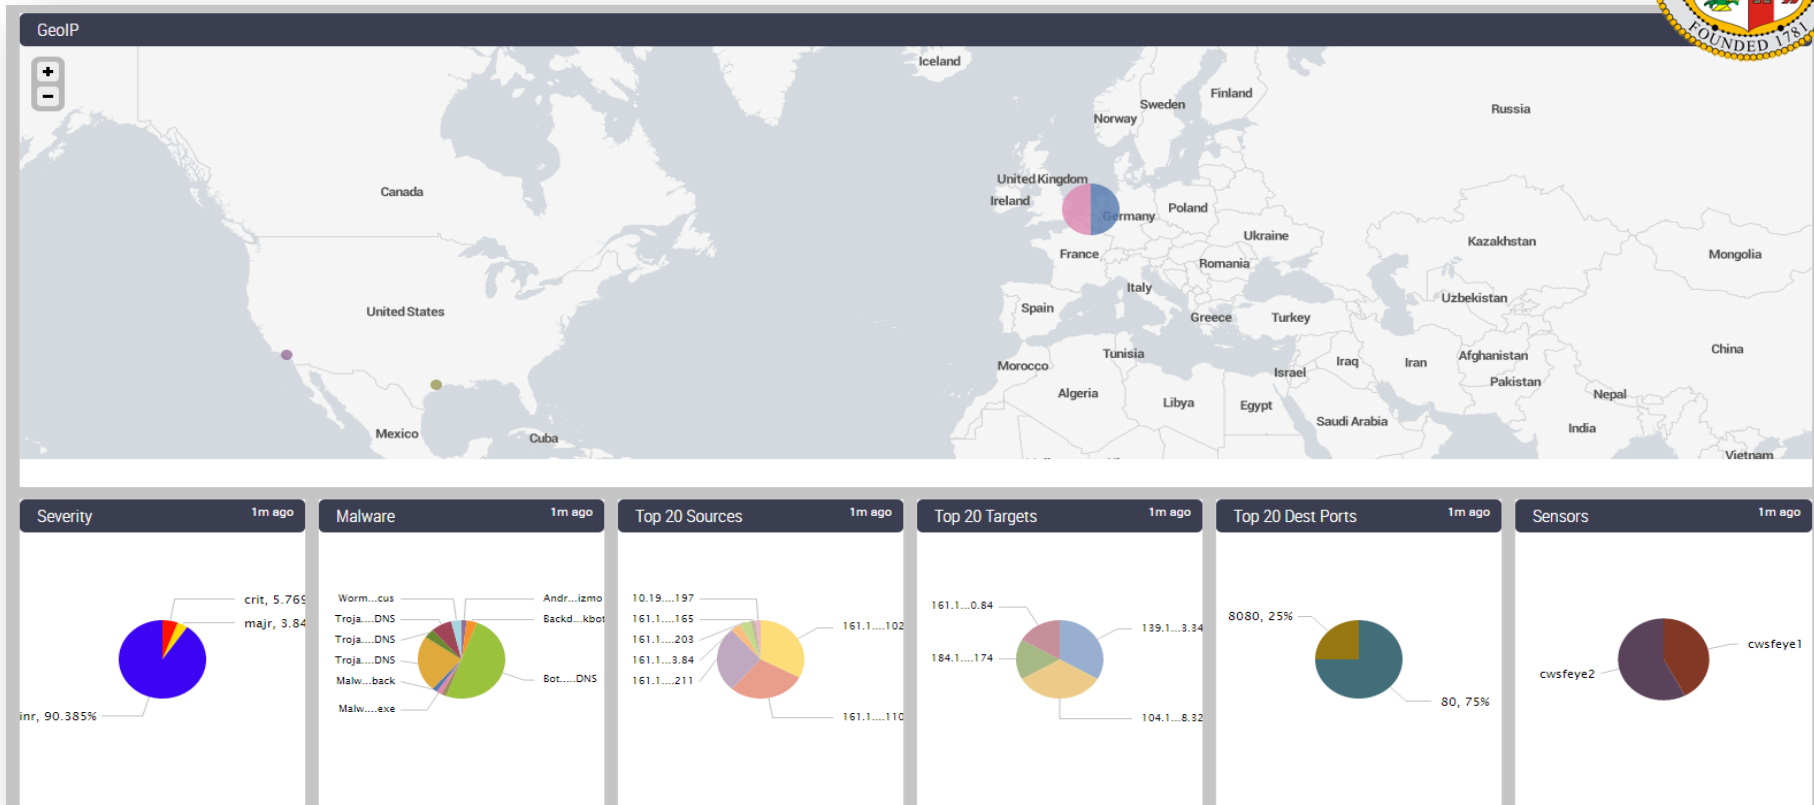 GeoIP
FOUNDED 1781
+
−
Iceland
Finland
Sweden
Norway
Russia
Canada
United Kingdom
Ireland
Germany
Poland
Ukraine
Kazakhstan
Mongolia
France
Romania
Italy
Uzbekistan
United States
Spain
Greece
Turkey
Tunisia
Morocco
Israel
Iraq
Iran
Afghanistan
China
Pakistan
Algeria
Libya
Egypt
Nepal
Saudi Arabia
India
Mexico
Cuba
Vietnam
Severity 1m ago
crit, 5.769
majr, 3.84
inr, 90.385%
Malware 1m ago
Worm...cus
Troja....DNS
Troja....DNS
Troja....DNS
Malw...back
Malw....exe
Andr...izmo
Backd...kbot
Bot.....DNS
Top 20 Sources 1m ago
10.19....197
161.1....165
161.1....203
161.1...3.84
161.1....211
161.1....102
161.1....110
Top 20 Targets 1m ago
161.1...0.84
184.1....174
139.1...3.34
104.1...8.32
Top 20 Dest Ports 1m ago
8080, 25%
80, 75%
Sensors 1m ago
cwsfeye1
cwsfeye2